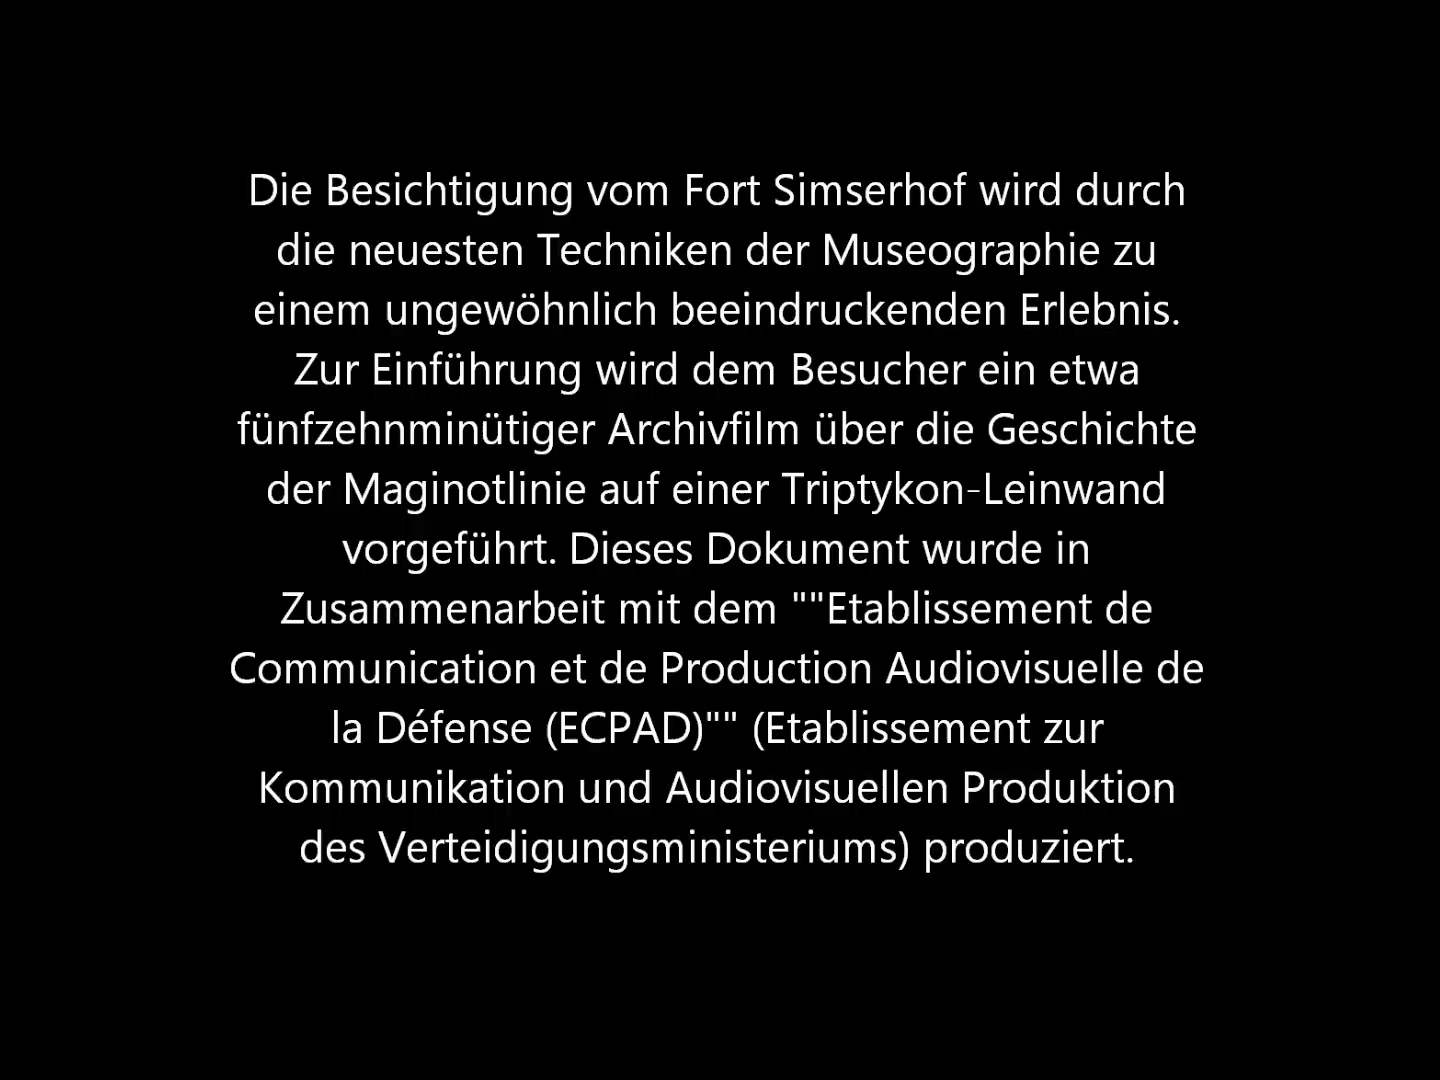 Die Besichtigung vom Fort Simserhof wird durch
die neuesten Techniken der Museographie zu
einem ungewöhnlich beeindruckenden Erlebnis.
Zur Einführung wird dem Besucher ein etwa
fünfzehnminütiger Archivfilm über die Geschichte
der Maginotlinie auf einer Triptykon-Leinwand
vorgeführt. Dieses Dokument wurde in
Zusammenarbeit mit dem ""Etablissement de
Communication et de Production Audiovisuelle de
la Défense (ECPAD)"" (Etablissement zur
Kommunikation und Audiovisuellen Produktion
des Verteidigungsministeriums) produziert.